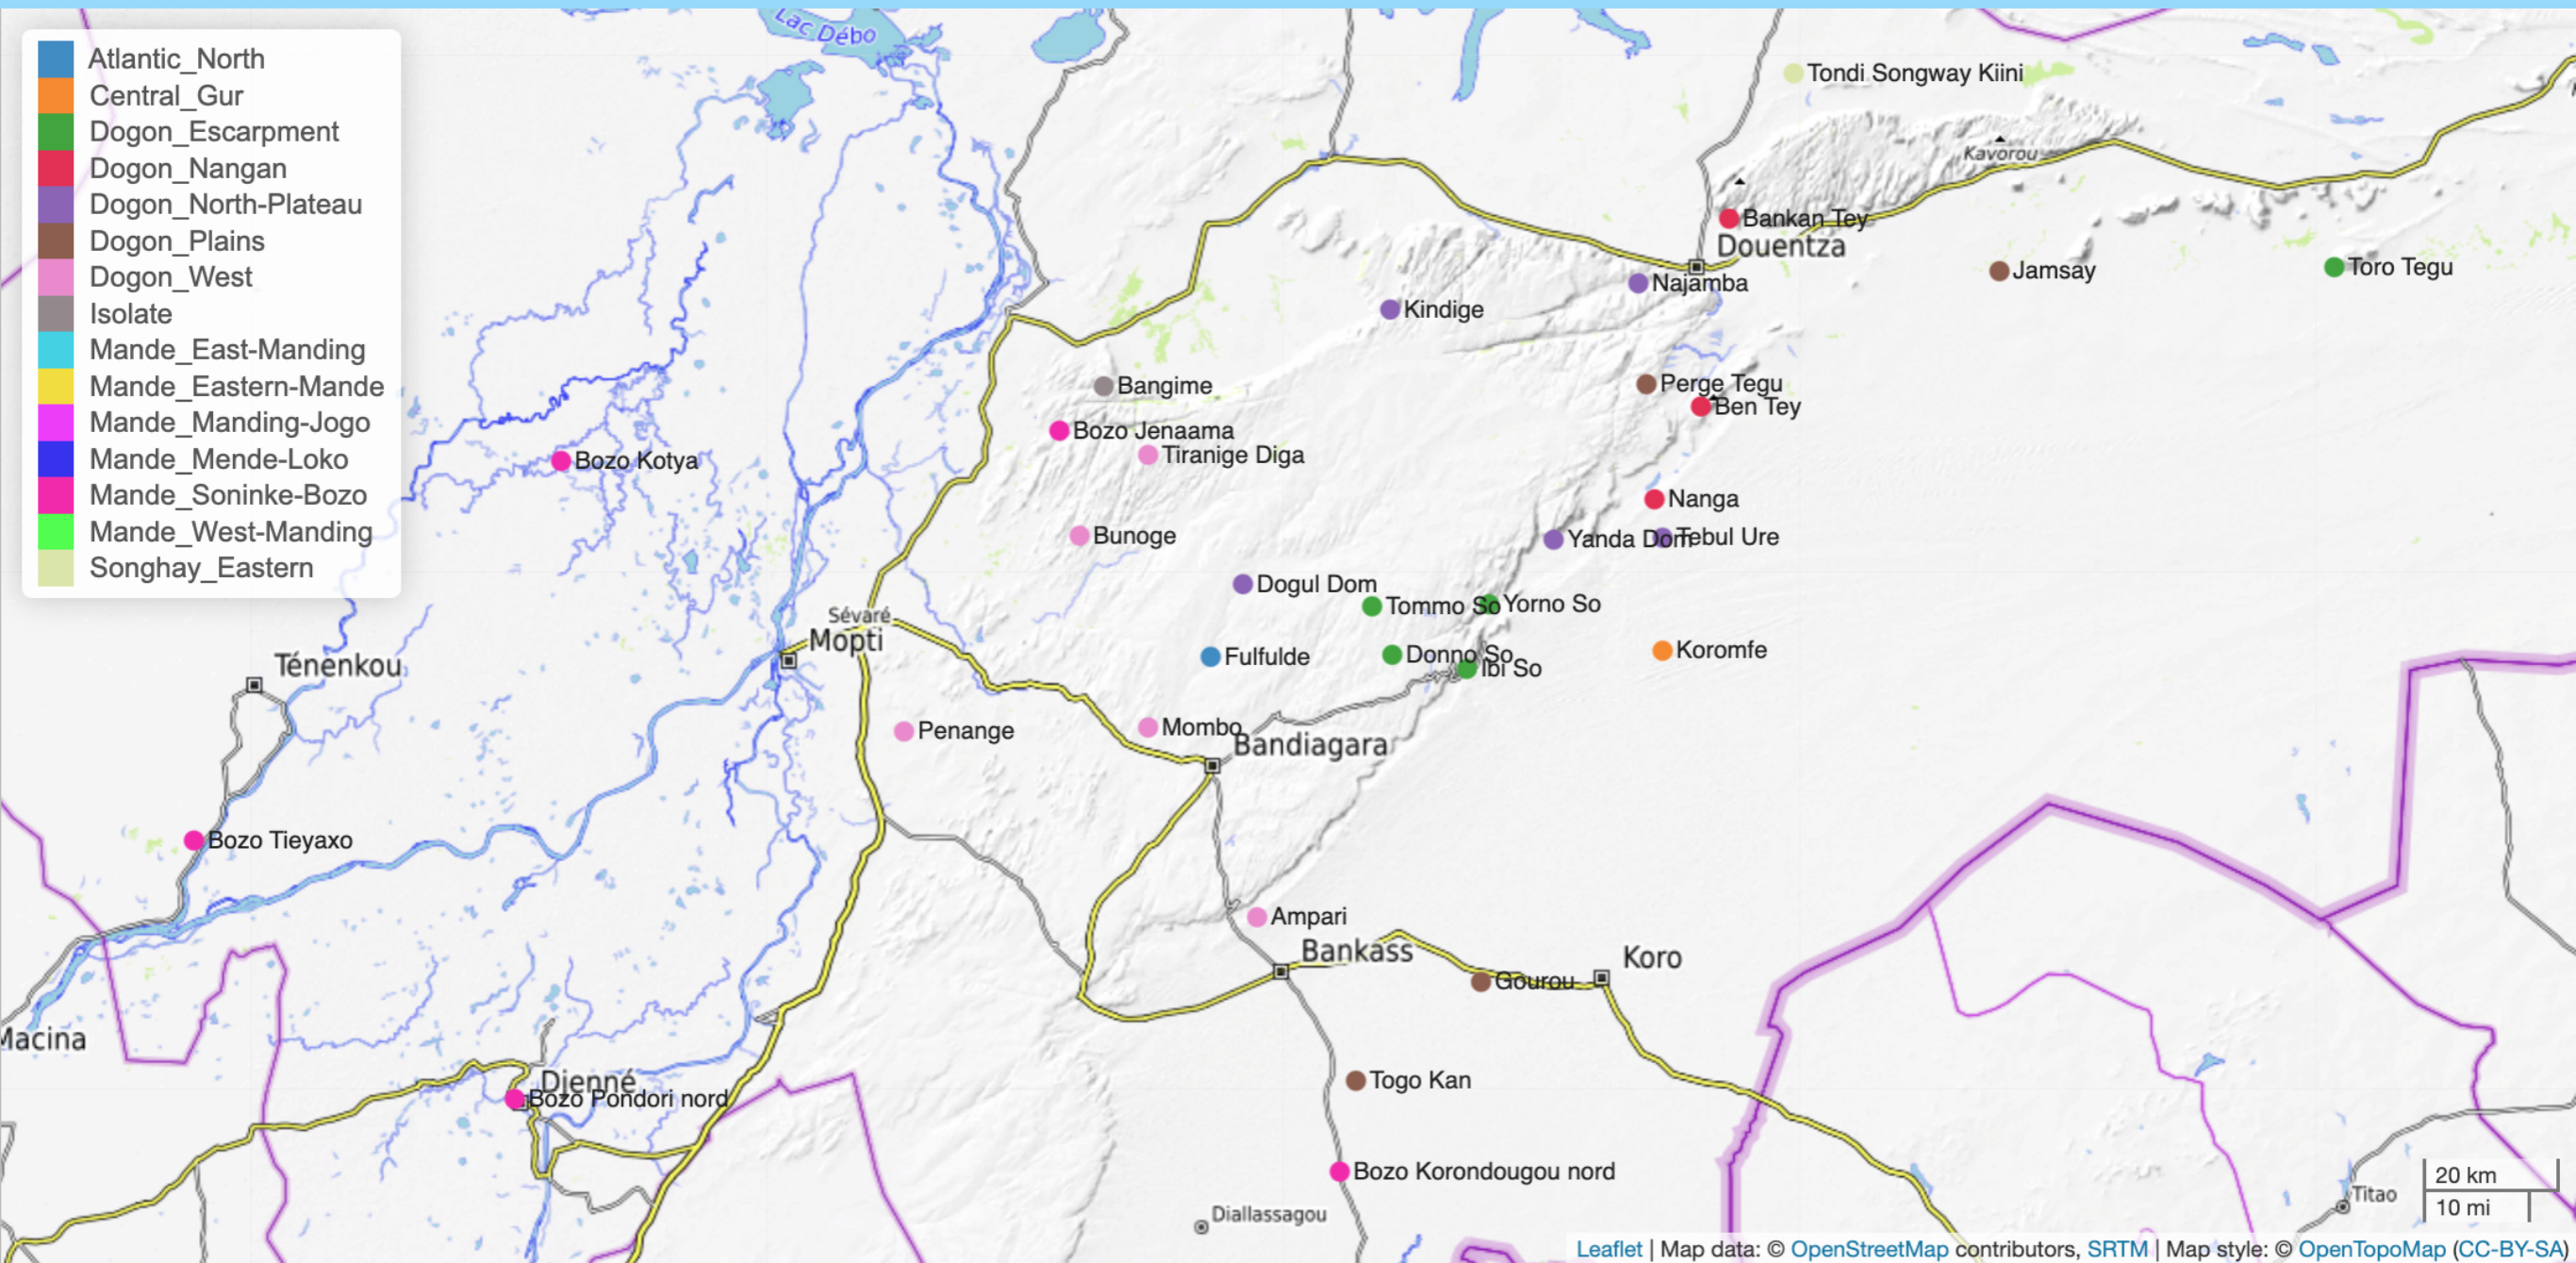 Lac Débo
Atlantic_North
Central_Gur
Dogon_Escarpment
Dogon_Nangan
Dogon_North-Plateau
Dogon_Plains
Dogon_West
Isolate
Mande_East-Manding
Mande_Eastern-Mande
Mande_Manding-Jogo
Mande_Mende-Loko
Mande_Soninke-Bozo
Mande_West-Manding
Songhay_Eastern
Tondi Songway Kiini
Kavorou
Bankan Tey
Douentza
Toro Tegu
Jamsay
Najamba
Kindige
Bangime
Perge Tegu
Ben Tey
Bozo Jenaama
Tiranige Diga
Bozo Kotya
Nanga
Bunoge
Yanda Dom
Tebul Ure
Dogul Dom
Tommo So
Yorno So
Sévaré
Mopti
Koromfe
Fulfulde
Donno So
Ibi So
Ténenkou
Penange
Mombo
Bandiagara
Bozo Tieyaxo
Ampari
Bankass
Koro
Gourou
Macina
Djenné
Bozo Pondori nord
Togo Kan
Bozo Korondougou nord
Diallassagou
Titao
20 km
10 mi
Leaflet | Map data: © OpenStreetMap contributors, SRTM | Map style: © OpenTopoMap (CC-BY-SA)